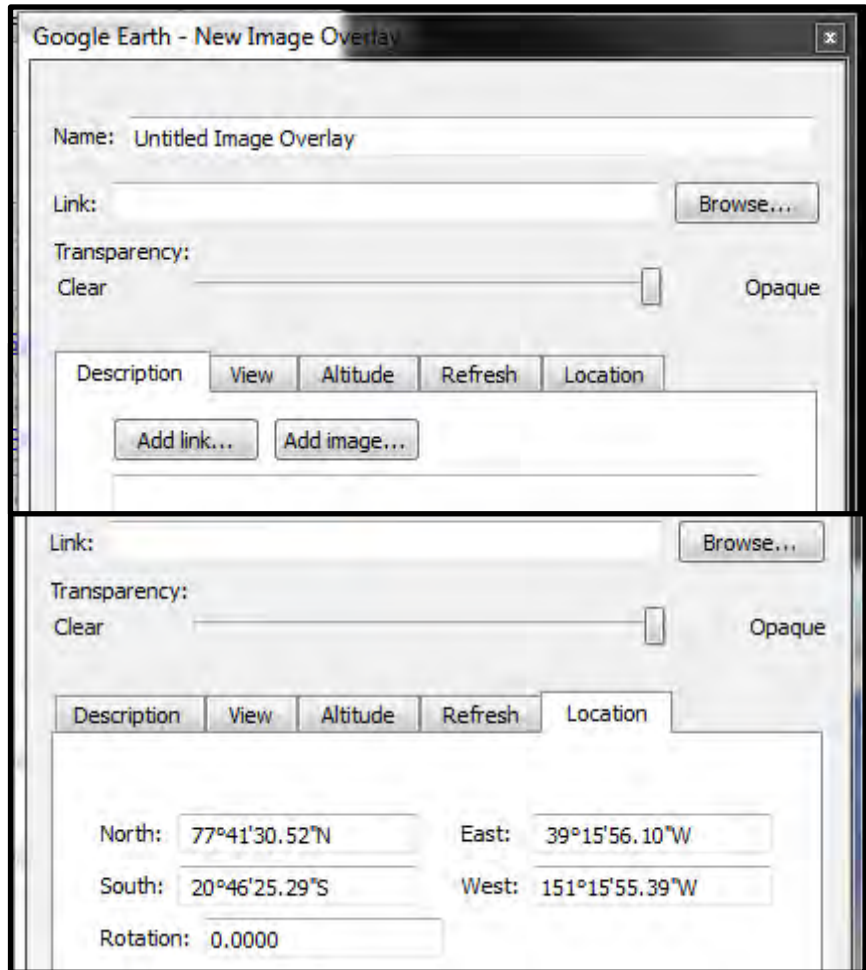 Google Earth - New Image Overlay
Name: Untitled Image Overlay
Link: Browse...
Transparency:
Clear Opaque
Description View Altitude Refresh Location
Add link... Add image...
Link: Browse...
Transparency:
Clear Opaque
Description View Altitude Refresh Location
North: 77°41'30.52"N East: 39°15'56.10"W
South: 20°46'25.29"S West: 151°15'55.39"W
Rotation: 0.0000